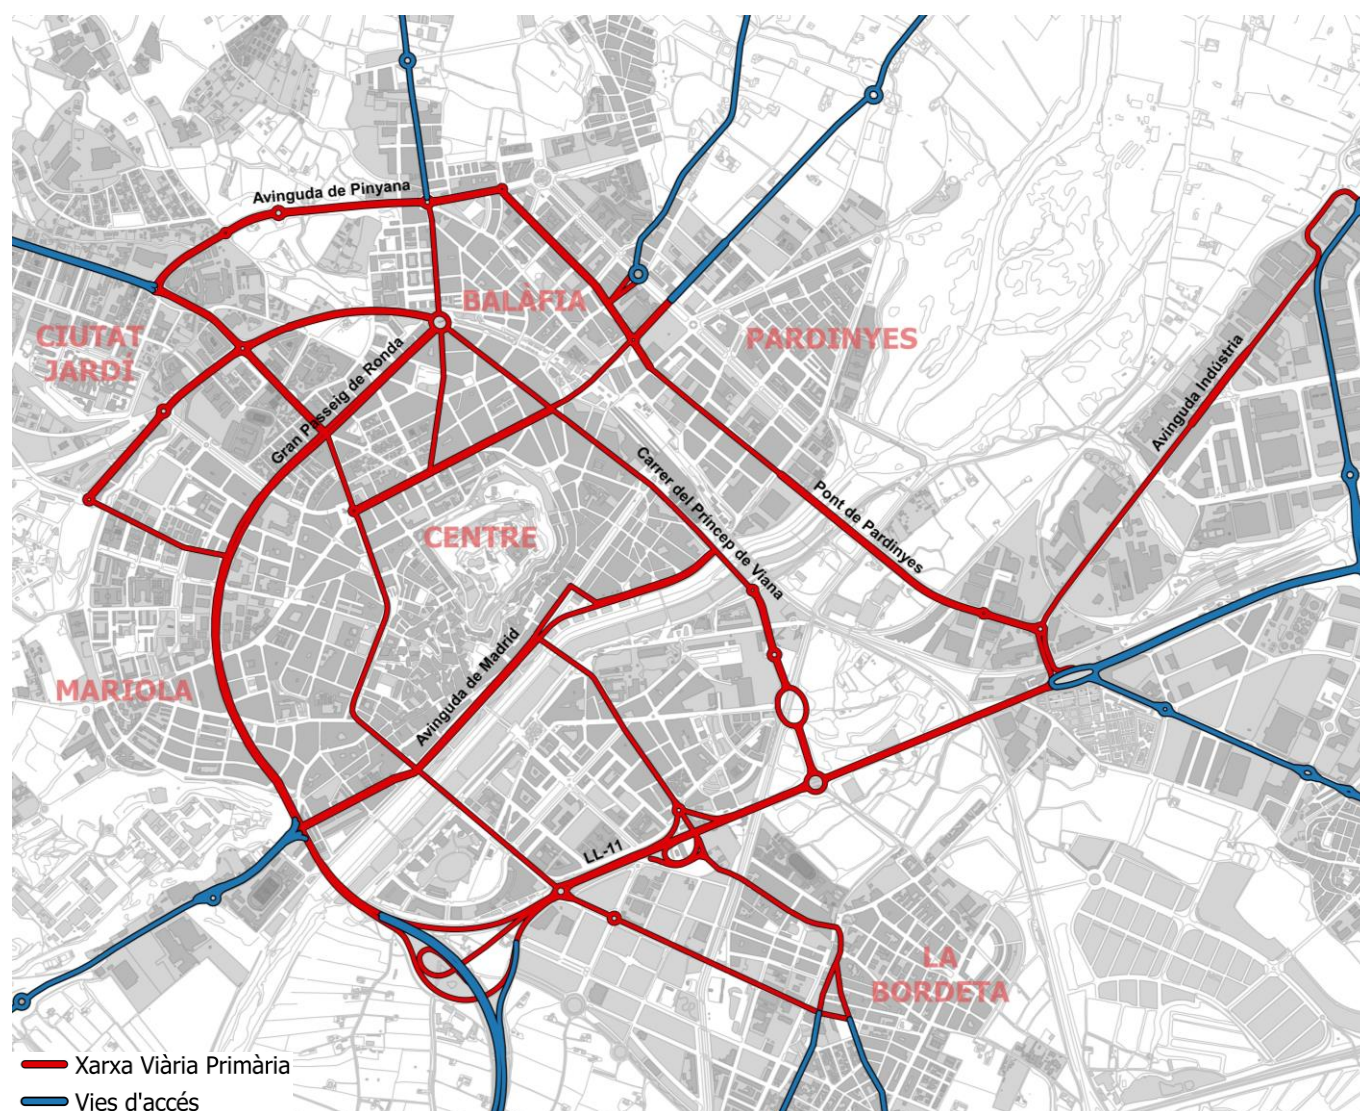 Avinguda de Pinyana
BALÀFIA
CIUTAT
JARDÍ
PARDINYES
Gran Passeig de Ronda
Avinguda Indústria
Carrer del Príncep de Viana
Pont de Pardinyes
CENTRE
MARIOLA
Avinguda de Madrid
LL-11
LA
BORDETA
Xarxa Viària Primària
Vies d'accés